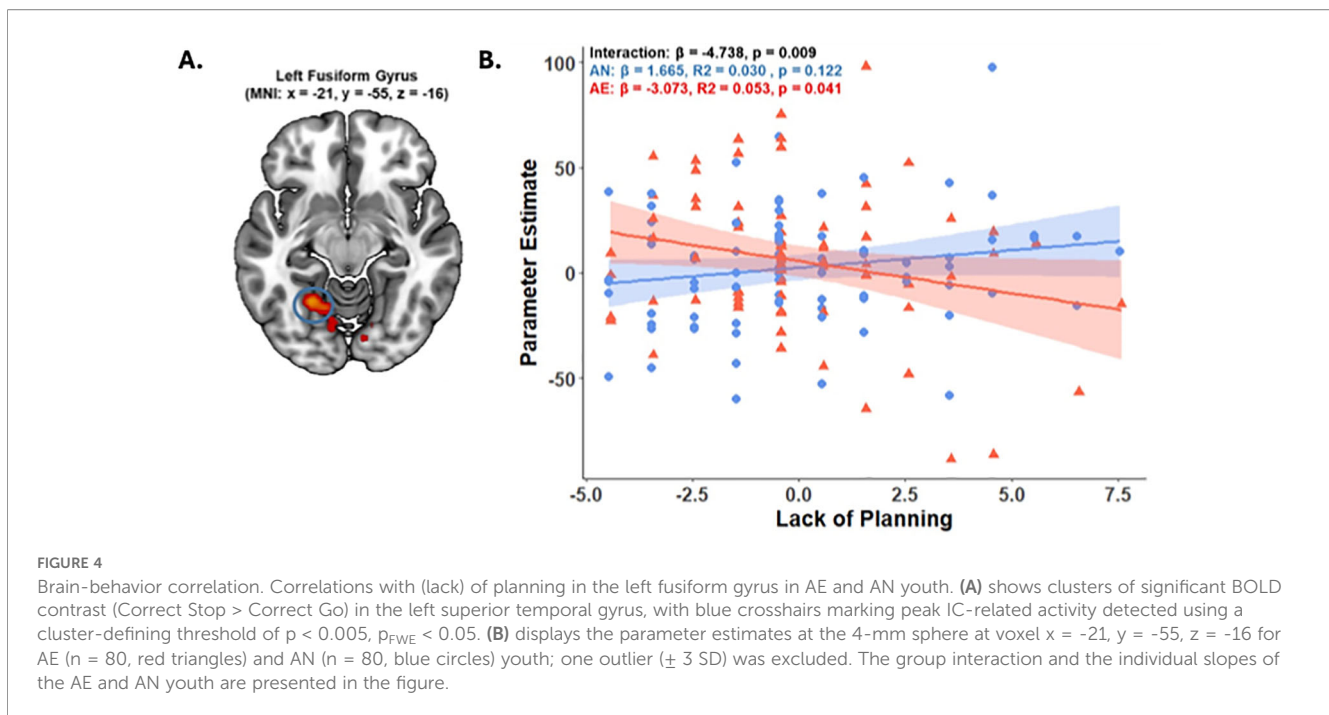 A.
Left Fusiform Gyrus
(MNI: x = -21, y = -55, z = -16)
B.
Interaction: β = -4.738, p = 0.009
AN: β = 1.665, R2 = 0.030 , p = 0.122
AE: β = -3.073, R2 = 0.053, p = 0.041
100
50
0
-50
Parameter Estimate
-5.0 -2.5 0.0 2.5 5.0 7.5
Lack of Planning
FIGURE 4
Brain-behavior correlation. Correlations with (lack) of planning in the left fusiform gyrus in AE and AN youth. (A) shows clusters of significant BOLD
contrast (Correct Stop > Correct Go) in the left superior temporal gyrus, with blue crosshairs marking peak IC-related activity detected using a
cluster-defining threshold of p < 0.005, pFWE < 0.05. (B) displays the parameter estimates at the 4-mm sphere at voxel x = -21, y = -55, z = -16 for
AE (n = 80, red triangles) and AN (n = 80, blue circles) youth; one outlier (± 3 SD) was excluded. The group interaction and the individual slopes of
the AE and AN youth are presented in the figure.